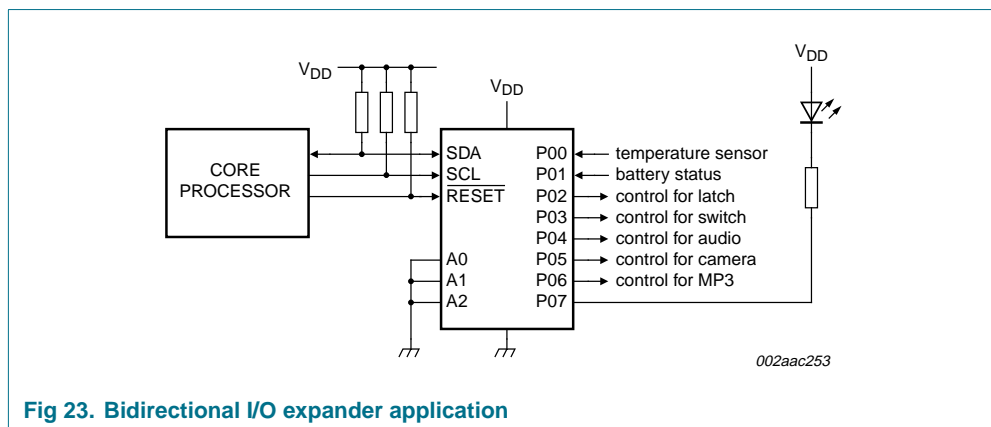 VDD
VDD
VDD
CORE
PROCESSOR
SDA
SCL
RESET
A0
A1
A2
P00
P01
P02
P03
P04
P05
P06
P07
temperature sensor
battery status
control for latch
control for switch
control for audio
control for camera
control for MP3
002aac253
Fig 23. Bidirectional I/O expander application